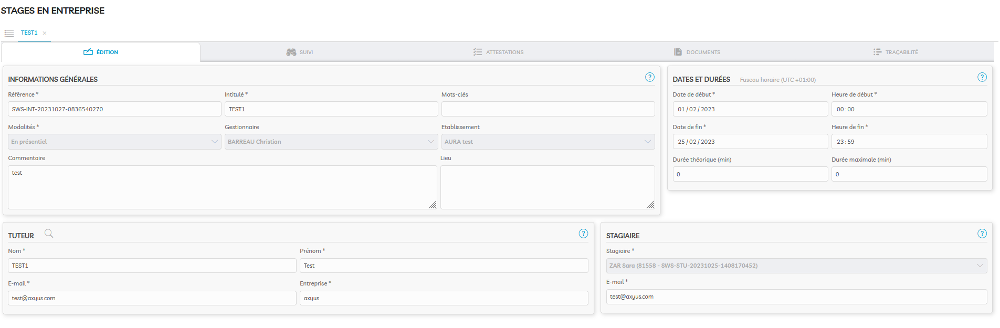 STAGES EN ENTREPRISE
TEST1 ×
ÉDITION
SUIVI
ATTESTATIONS
DOCUMENTS
TRAÇABILITÉ
INFORMATIONS GÉNÉRALES ?
Référence *
Intitulé *
Mots-clés
SWS-INT-20231027-0836540270
TEST1
Modalités *
Gestionnaire
Etablissement
En présentiel
BARREAU Christian
AURA test
Commentaire
Lieu
test
DATES ET DURÉES Fuseau horaire (UTC +01:00) ?
Date de début *
Heure de début *
01 / 02 / 2023
00 : 00
Date de fin *
Heure de fin *
25 / 02 / 2023
23 : 59
Durée théorique (min)
Durée maximale (min)
0
0
TUTEUR ?
Nom *
Prénom *
TEST1
Test
E-mail *
Entreprise *
test@axyus.com
axyus
STAGIAIRE ?
Stagiaire *
ZAR Sara (81558 - SWS-STU-20231025-1408170452)
E-mail *
test@axyus.com